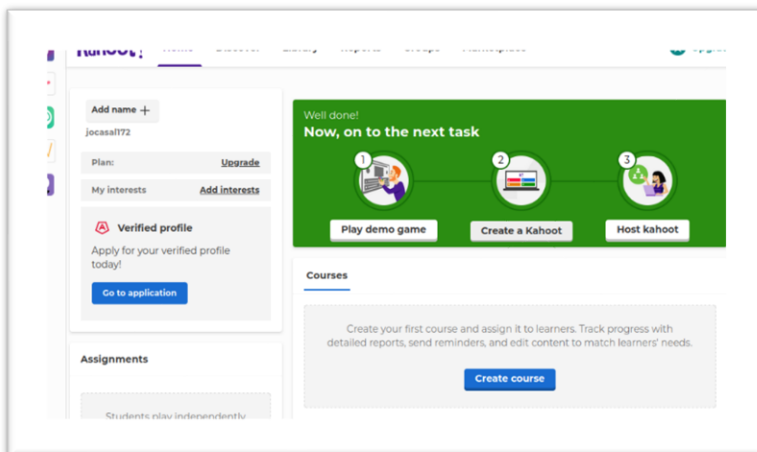 Add name +
jocasal172
Plan: Upgrade
My interests Add interests
Verified profile
Apply for your verified profile
today!
Go to application
Assignments
Students play independently
Well done!
Now, on to the next task
1 2 3
Play demo game Create a Kahoot Host kahoot
Courses
Create your first course and assign it to learners. Track progress with
detailed reports, send reminders, and edit content to match learners' needs.
Create course